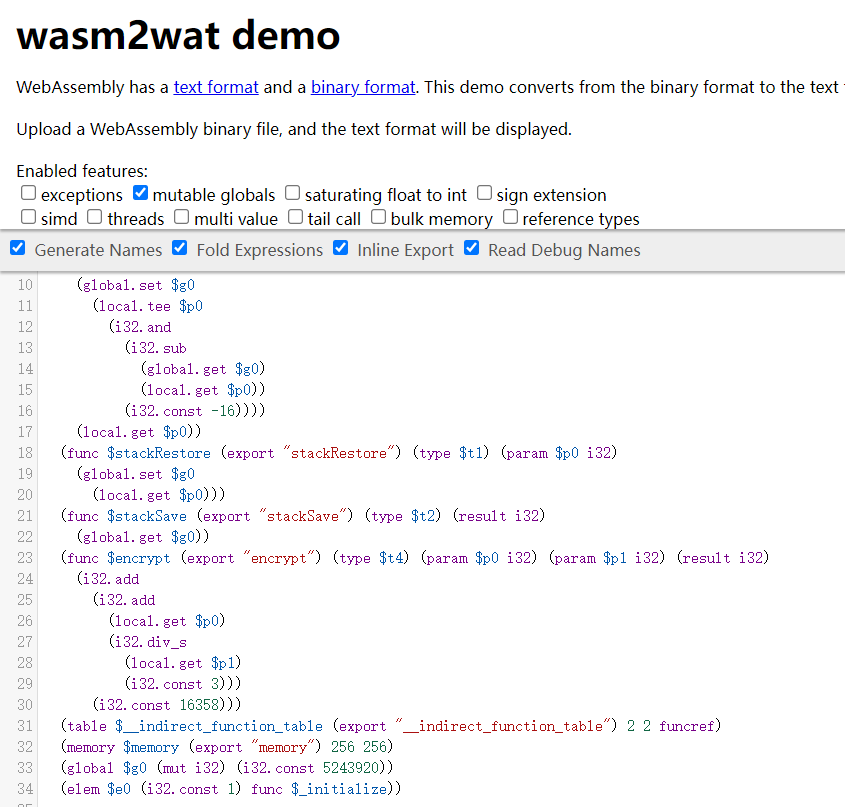 wasm2wat demo
WebAssembly has a text format and a binary format. This demo converts from the binary format to the text
Upload a WebAssembly binary file, and the text format will be displayed.
Enabled features:
exceptions mutable globals saturating float to int sign extension
simd threads multi value tail call bulk memory reference types
Generate Names Fold Expressions Inline Export Read Debug Names
10 (global.set $g0
11 (local.tee $p0
12 (i32.and
13 (i32.sub
14 (global.get $g0)
15 (local.get $p0))
16 (i32.const -16))))
17 (local.get $p0))
18 (func $stackRestore (export "stackRestore") (type $t1) (param $p0 i32)
19 (global.set $g0
20 (local.get $p0)))
21 (func $stackSave (export "stackSave") (type $t2) (result i32)
22 (global.get $g0))
23 (func $encrypt (export "encrypt") (type $t4) (param $p0 i32) (param $p1 i32) (result i32)
24 (i32.add
25 (i32.add
26 (local.get $p0)
27 (i32.div_s
28 (local.get $p1)
29 (i32.const 3)))
30 (i32.const 16358)))
31 (table $__indirect_function_table (export "__indirect_function_table") 2 2 funcref)
32 (memory $memory (export "memory") 256 256)
33 (global $g0 (mut i32) (i32.const 5243920))
34 (elem $e0 (i32.const 1) func $_initialize))